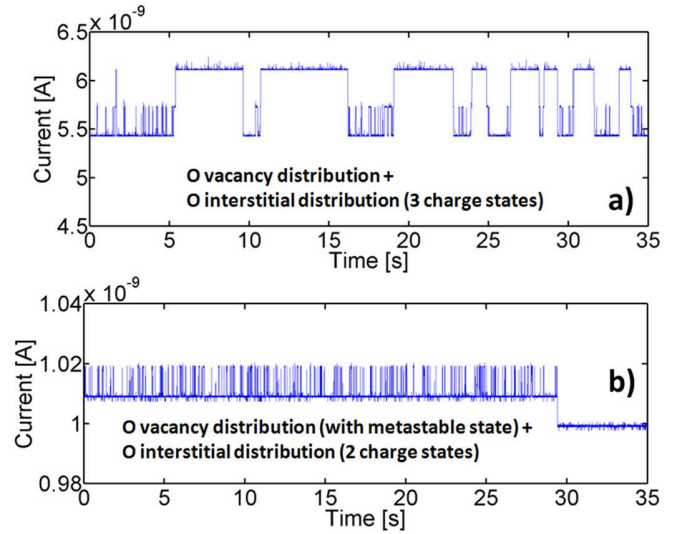 × 10⁻⁹
6.5
6
5.5
5
4.5
Current [A]
O vacancy distribution +
O interstitial distribution (3 charge states)
a)
0 5 10 15 20 25 30 35
Time [s]
× 10⁻⁹
1.04
1.02
1
0.98
Current [A]
b)
O vacancy distribution (with metastable state) +
O interstitial distribution (2 charge states)
0 5 10 15 20 25 30 35
Time [s]